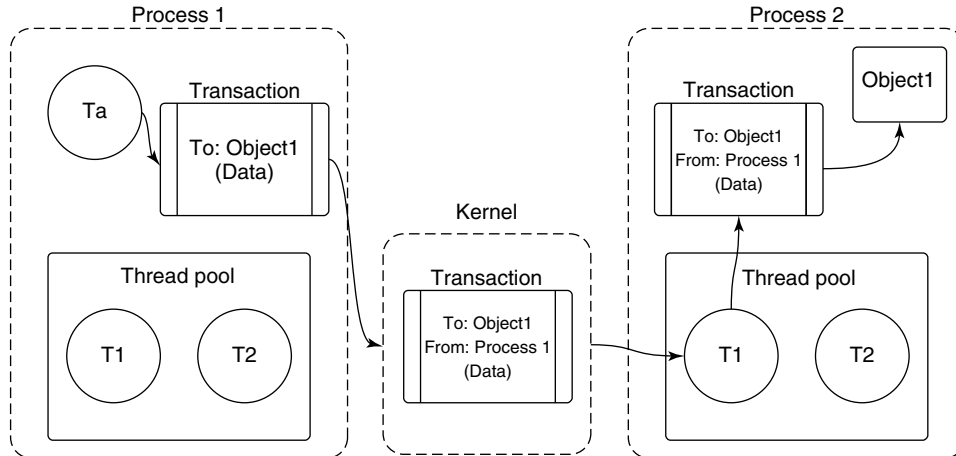 Process 1
Ta
Transaction
To: Object1
(Data)
Thread pool
T1
T2
Kernel
Transaction
To: Object1
From: Process 1
(Data)
Process 2
Object1
Transaction
To: Object1
From: Process 1
(Data)
Thread pool
T1
T2